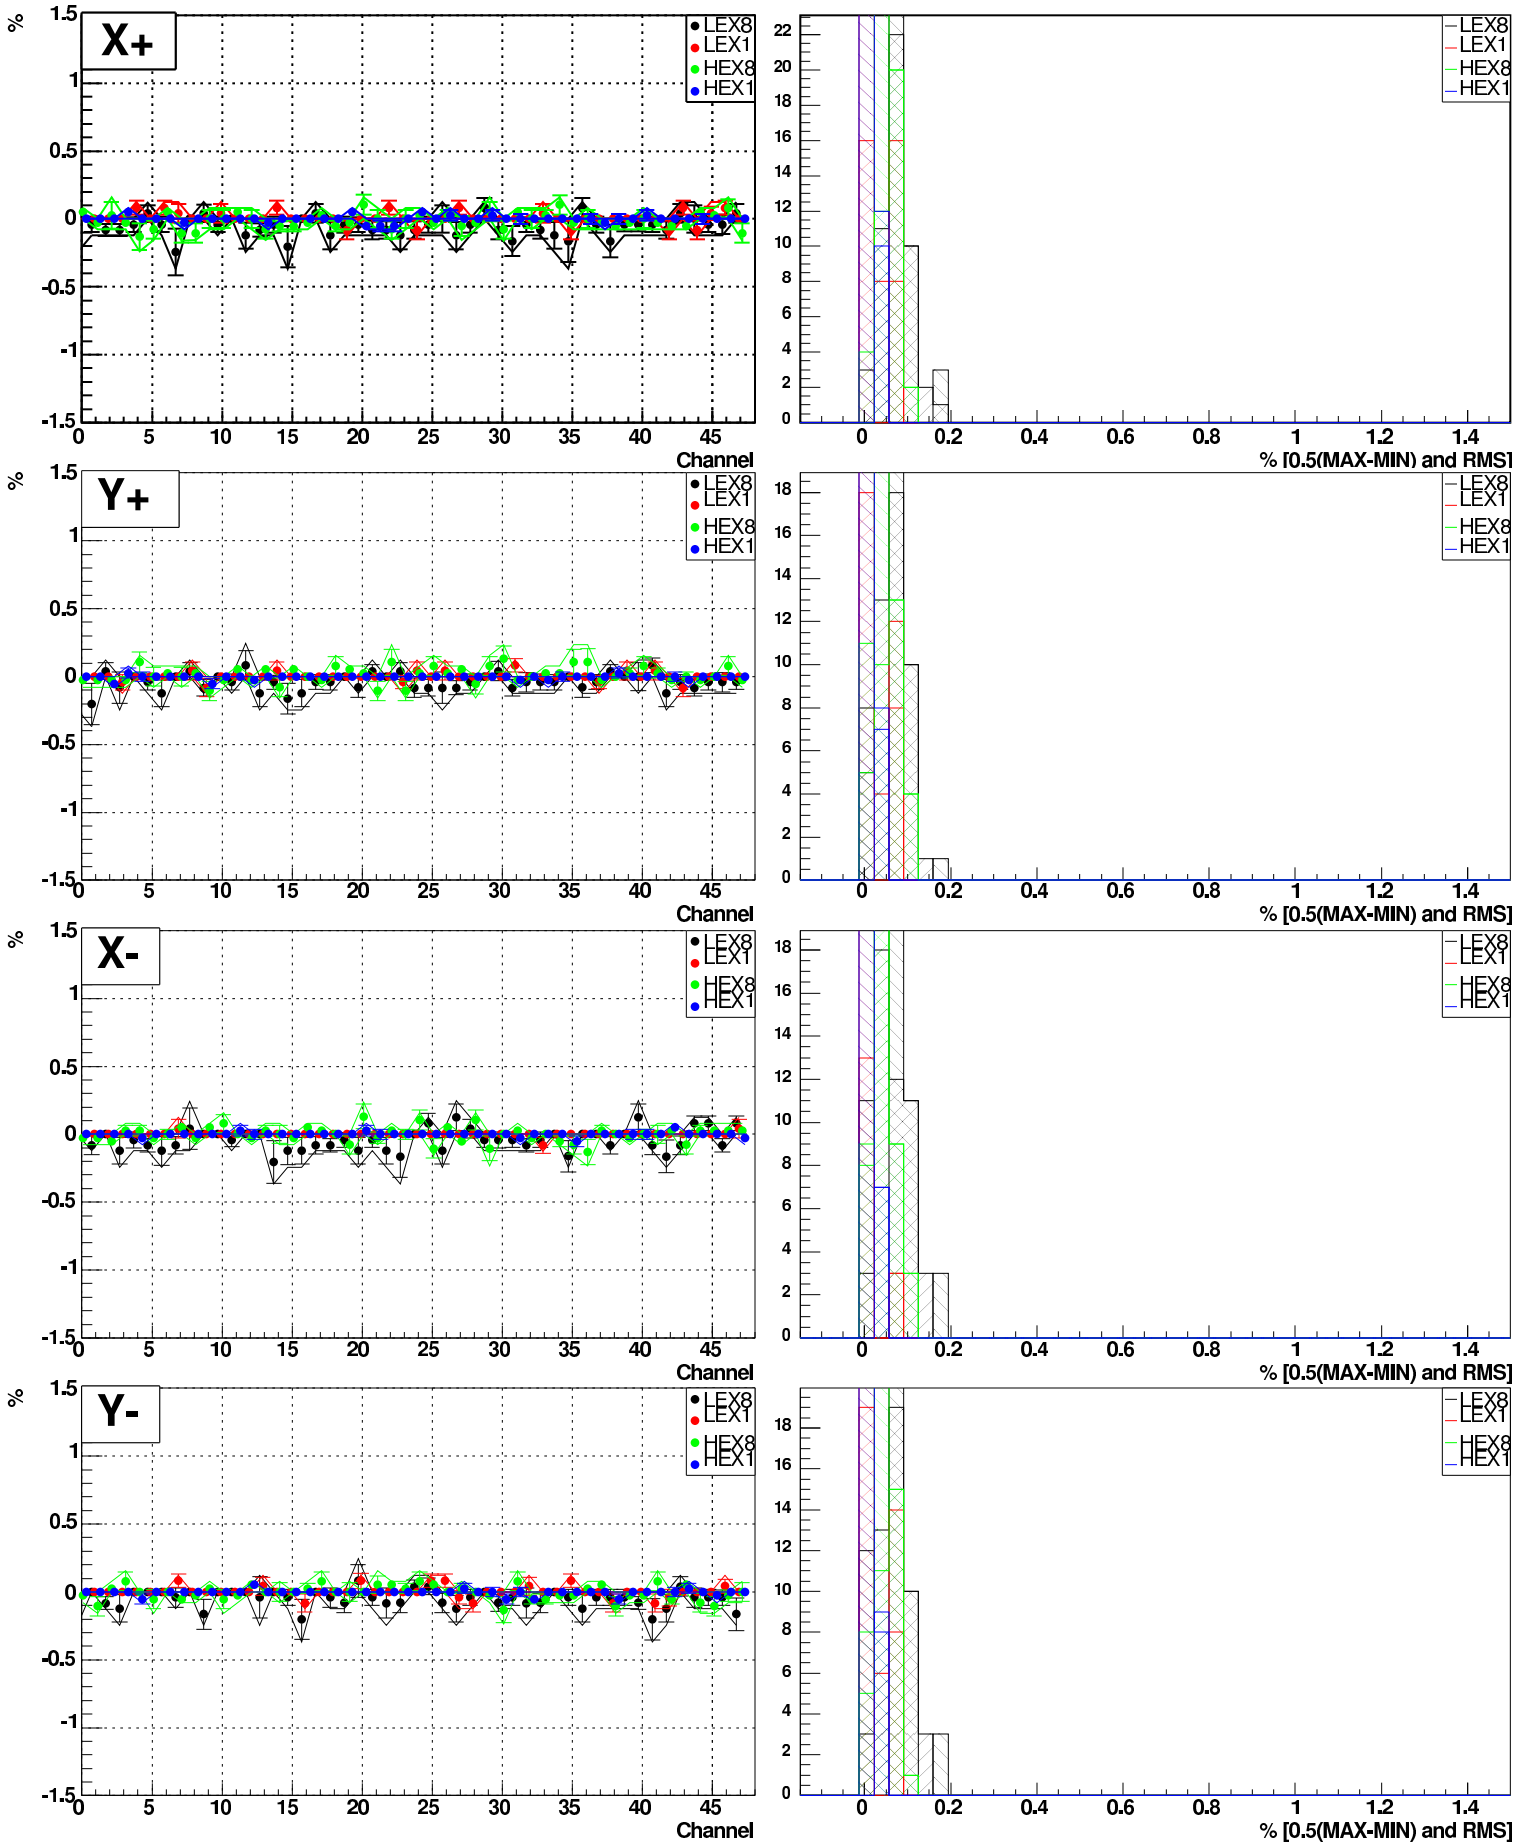 %
1.5
1
0.5
0
-0.5
-1
-1.5
X+
LEX8
LEX1
HEX8
HEX1
0 5 10 15 20 25 30 35 40 45
Channel
22
20
18
16
14
12
10
8
6
4
2
0
LEX8
LEX1
HEX8
HEX1
0 0.2 0.4 0.6 0.8 1 1.2 1.4
% [0.5(MAX-MIN) and RMS]
%
1.5
1
0.5
0
-0.5
-1
-1.5
Y+
LEX8
LEX1
HEX8
HEX1
0 5 10 15 20 25 30 35 40 45
Channel
18
16
14
12
10
8
6
4
2
0
LEX8
LEX1
HEX8
HEX1
0 0.2 0.4 0.6 0.8 1 1.2 1.4
% [0.5(MAX-MIN) and RMS]
%
1.5
1
0.5
0
-0.5
-1
-1.5
X-
LEX8
LEX1
HEX8
HEX1
0 5 10 15 20 25 30 35 40 45
Channel
18
16
14
12
10
8
6
4
2
0
LEX8
LEX1
HEX8
HEX1
0 0.2 0.4 0.6 0.8 1 1.2 1.4
% [0.5(MAX-MIN) and RMS]
%
1.5
1
0.5
0
-0.5
-1
-1.5
Y-
LEX8
LEX1
HEX8
HEX1
0 5 10 15 20 25 30 35 40 45
Channel
18
16
14
12
10
8
6
4
2
0
LEX8
LEX1
HEX8
HEX1
0 0.2 0.4 0.6 0.8 1 1.2 1.4
% [0.5(MAX-MIN) and RMS]